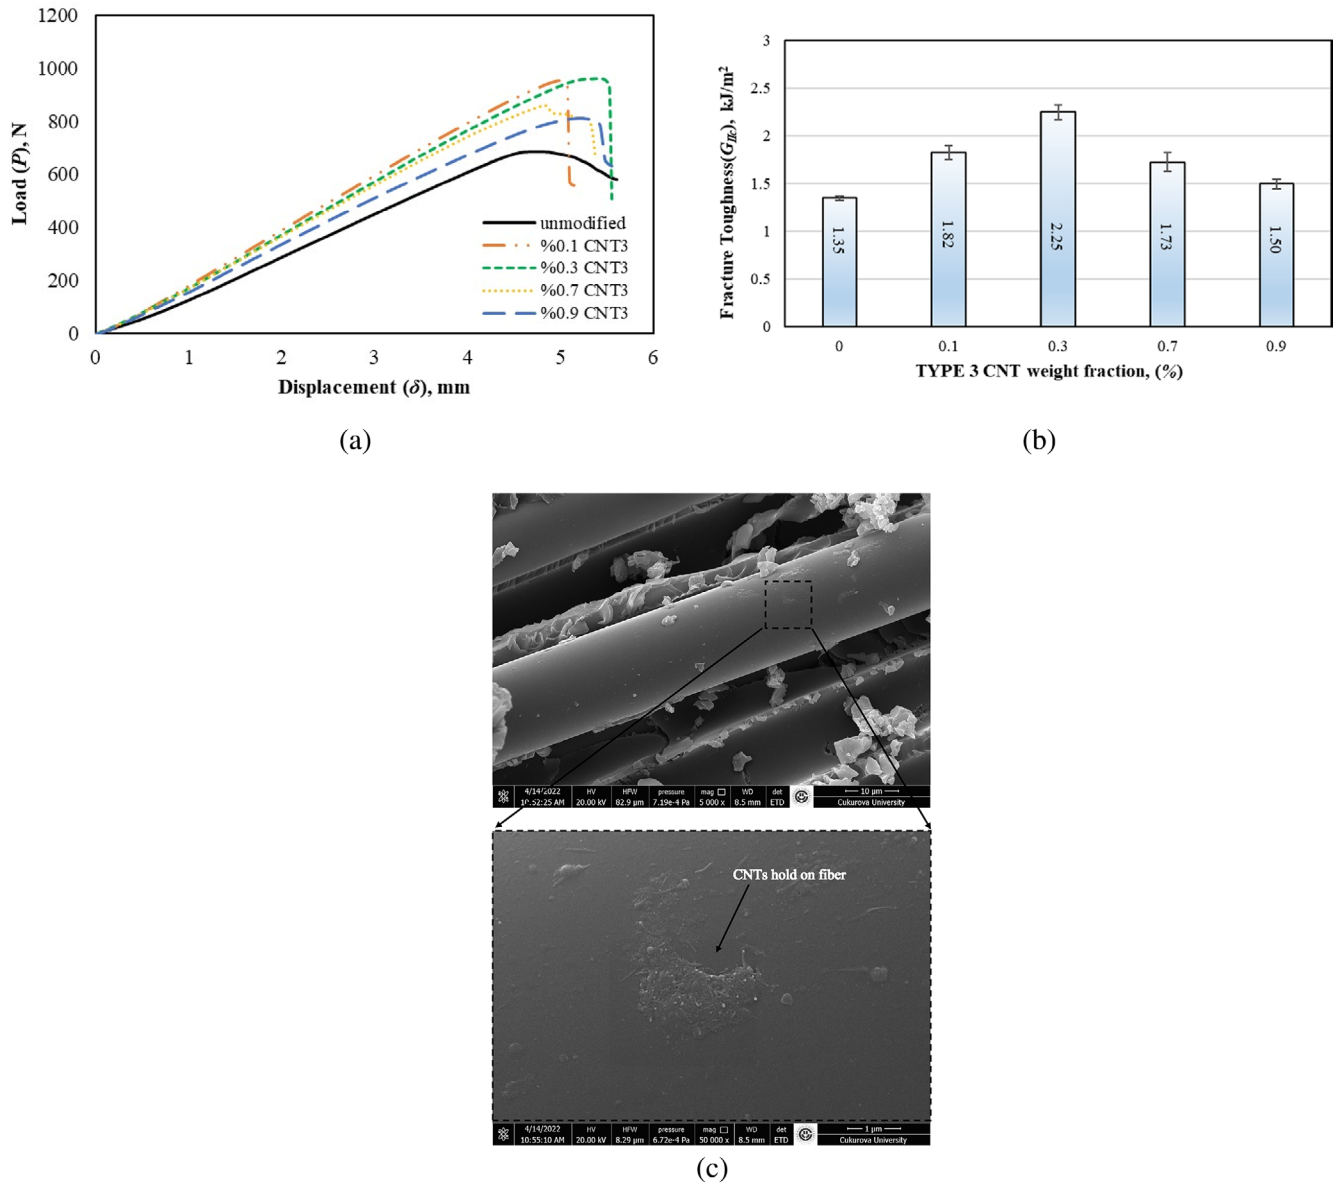 1200
1000
800
600
400
200
0
0 1 2 3 4 5 6
Load (P), N
Displacement (δ), mm
unmodified
%0.1 CNT3
%0.3 CNT3
%0.7 CNT3
%0.9 CNT3
(a)
3
2.5
2
1.5
1
0.5
0
Fracture Toughness(GIIc), kJ/m²
1.35
1.82
2.25
1.73
1.50
0 0.1 0.3 0.7 0.9
TYPE 3 CNT weight fraction, (%)
(b)
4/14/2022 HV HFW pressure mag WD det 10 µm
10:52:25 AM 20.00 kV 82.9 µm 7.19e-4 Pa 5 000 x 8.5 mm ETD Cukurova University
CNTs hold on fiber
4/14/2022 HV HFW pressure mag WD det 1 µm
10:55:10 AM 20.00 kV 8.29 µm 6.72e-4 Pa 50 000 x 8.5 mm ETD Cukurova University
(c)